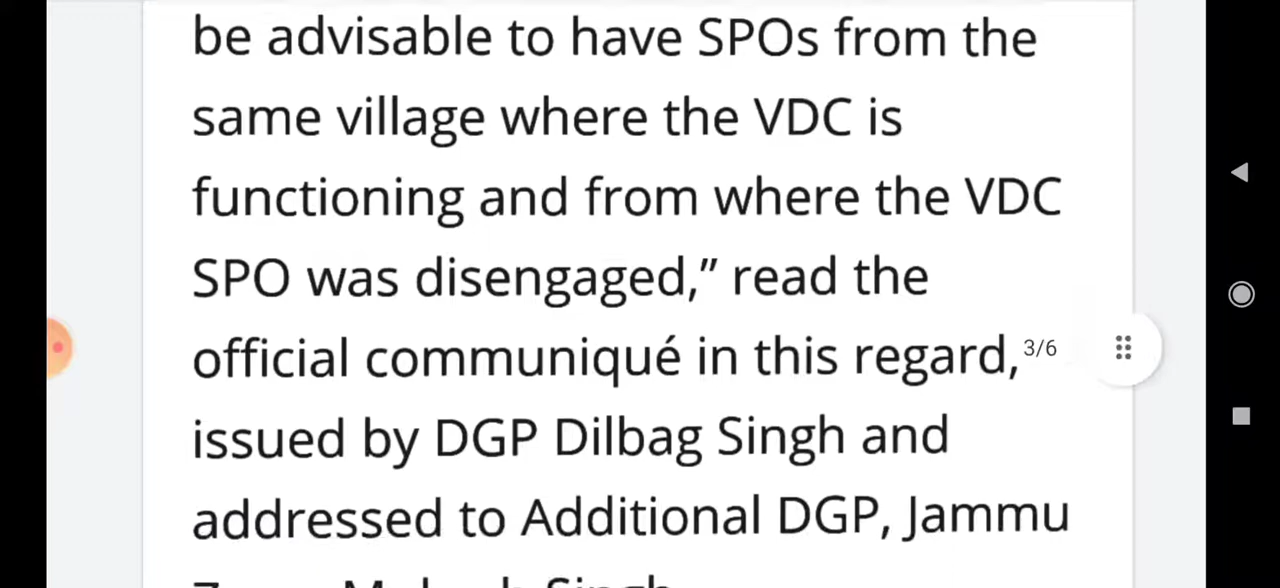 be advisable to have SPOs from the
same village where the VDC is
functioning and from where the VDC
SPO was disengaged,” read the
official communiqué in this regard,
3/6
issued by DGP Dilbag Singh and
addressed to Additional DGP, Jammu